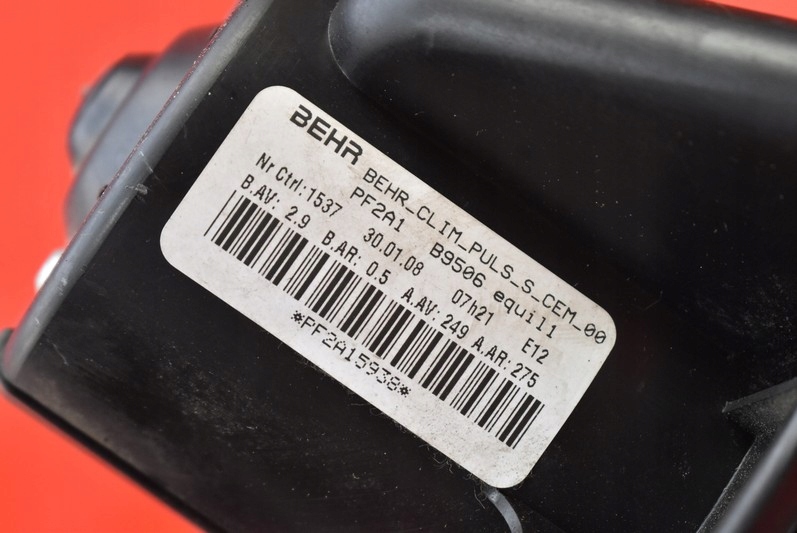 BEHR BEHR_CLIM_PULS_S_CEM_00
PF2A1 B9506 equil1
Nr Ctrl: 1537 30.01.08 07h21 E12
B.AV: 2.9 B.AR: 0.5 A.AV: 249 A.AR: 275
*PF2A15938*